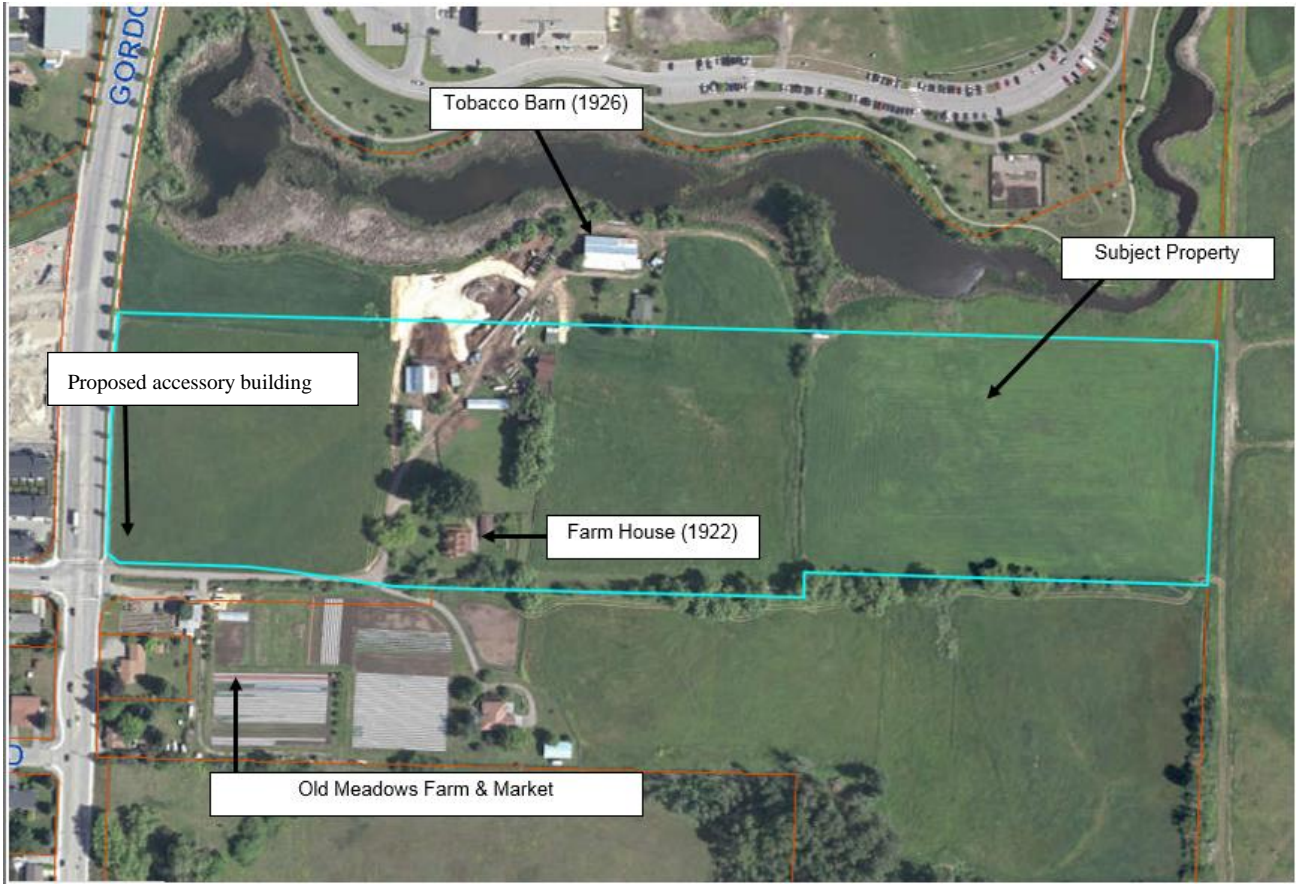 GORDO
Tobacco Barn (1926)
Subject Property
Proposed accessory building
Farm House (1922)
D
Old Meadows Farm & Market